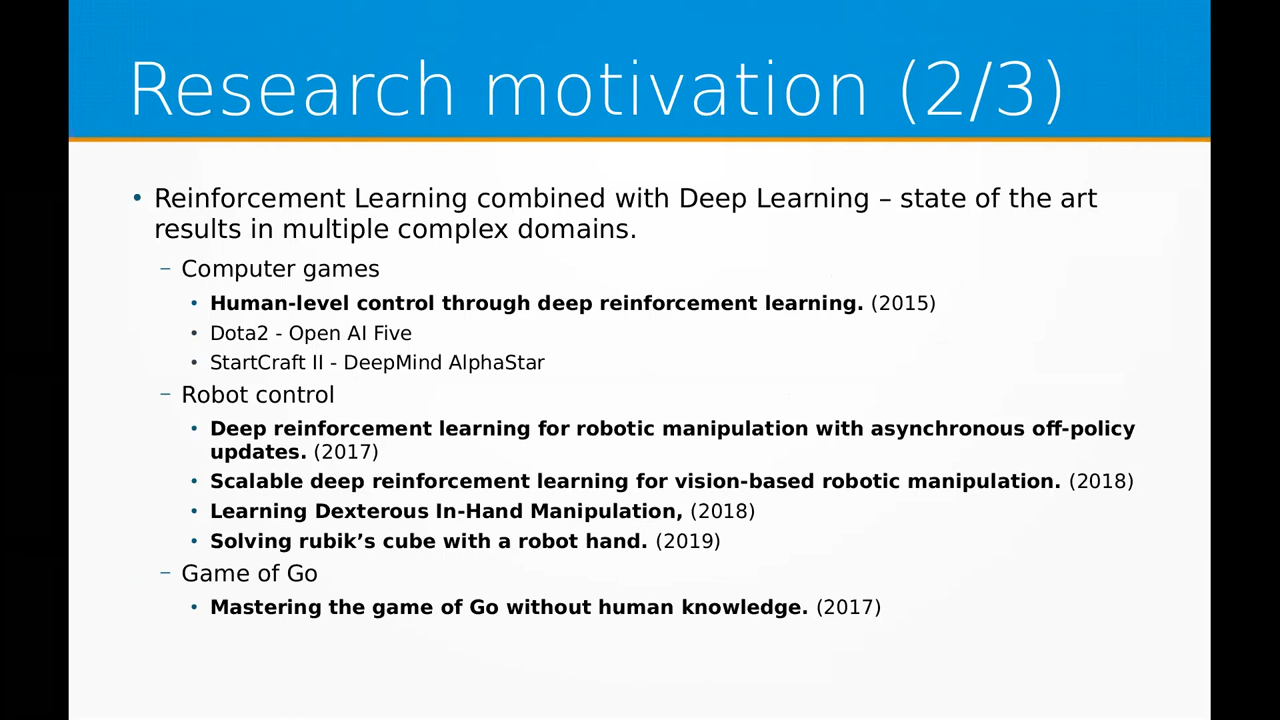 Research motivation (2/3)
• Reinforcement Learning combined with Deep Learning – state of the art
results in multiple complex domains.
– Computer games
• Human-level control through deep reinforcement learning. (2015)
• Dota2 - Open AI Five
• StartCraft II - DeepMind AlphaStar
– Robot control
• Deep reinforcement learning for robotic manipulation with asynchronous off-policy
updates. (2017)
• Scalable deep reinforcement learning for vision-based robotic manipulation. (2018)
• Learning Dexterous In-Hand Manipulation, (2018)
• Solving rubik’s cube with a robot hand. (2019)
– Game of Go
• Mastering the game of Go without human knowledge. (2017)